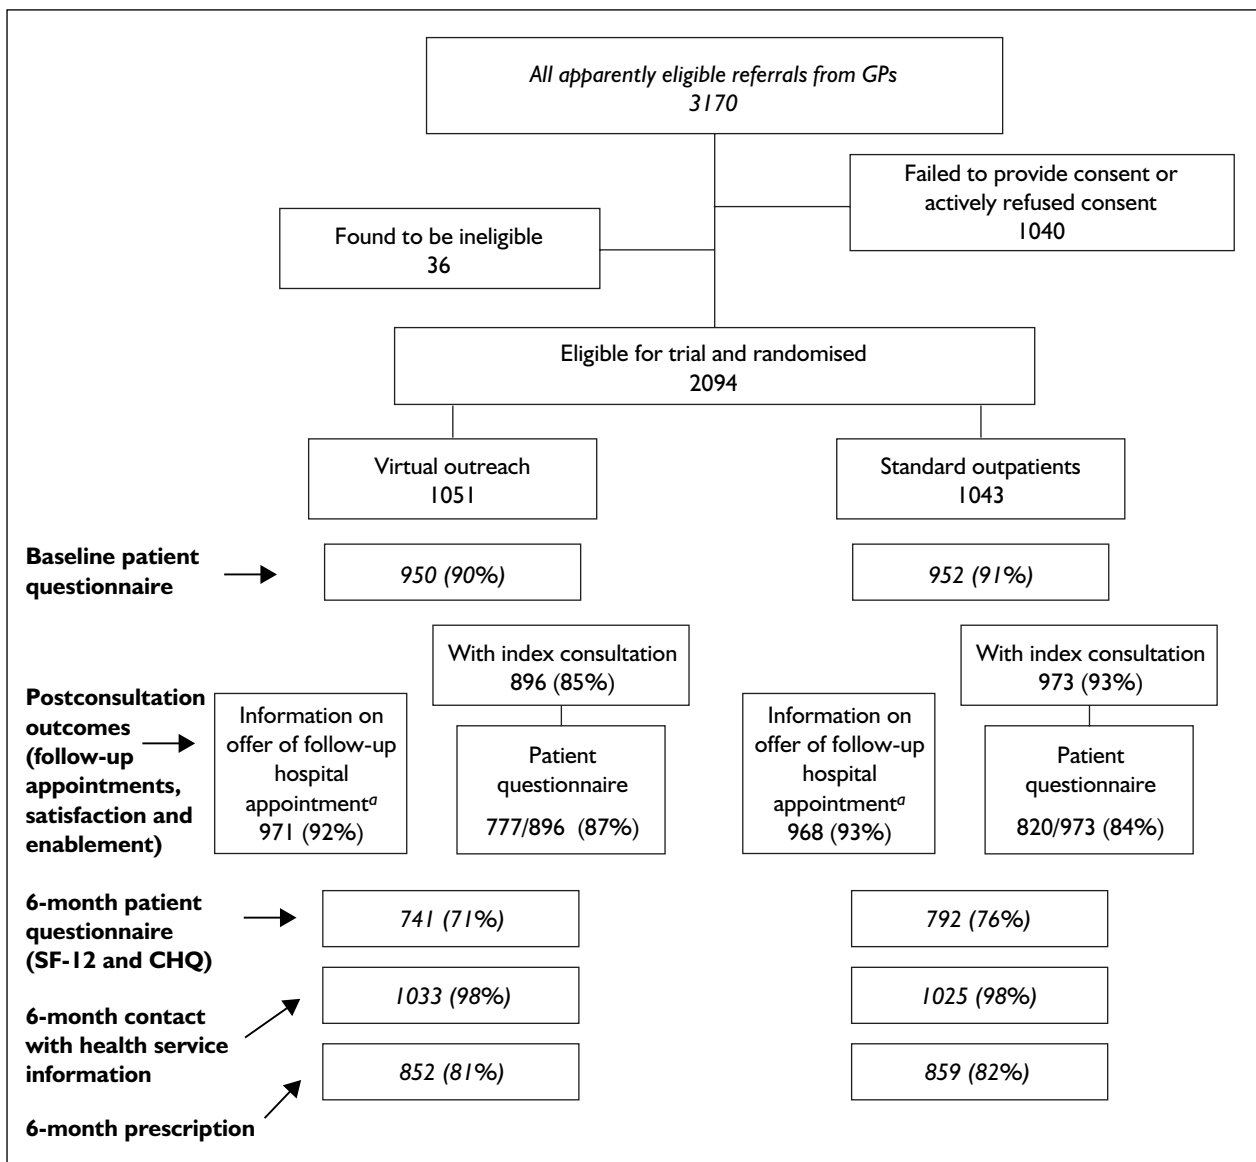 All apparently eligible referrals from GPs
3170
Failed to provide consent or
actively refused consent
1040
Found to be ineligible
36
Eligible for trial and randomised
2094
Virtual outreach
1051
Standard outpatients
1043
Baseline patient
questionnaire
950 (90%)
952 (91%)
Postconsultation
outcomes
(follow-up
appointments,
satisfaction and
enablement)
Information on
offer of follow-up
hospital
appointmentᵃ
971 (92%)
With index consultation
896 (85%)
Patient
questionnaire
777/896 (87%)
Information on
offer of follow-up
hospital
appointmentᵃ
968 (93%)
With index consultation
973 (93%)
Patient
questionnaire
820/973 (84%)
6-month patient
questionnaire
(SF-12 and CHQ)
741 (71%)
792 (76%)
6-month contact
with health service
information
1033 (98%)
1025 (98%)
6-month prescription
852 (81%)
859 (82%)